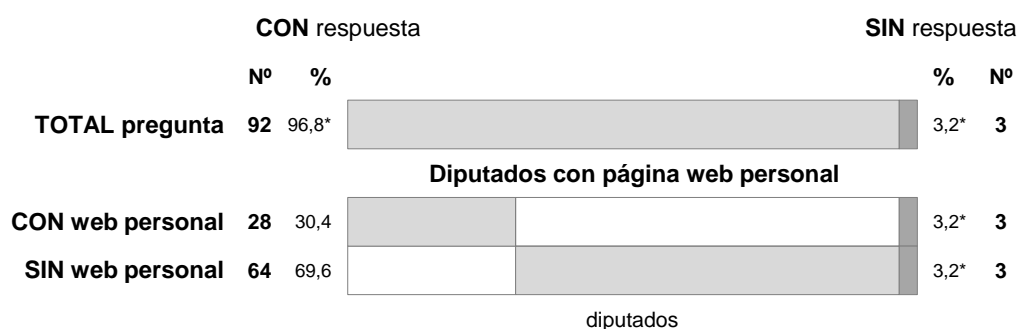 CON respuesta SIN respuesta
Nº % % Nº
TOTAL pregunta 92 96,8* 3,2* 3
Diputados con página web personal
CON web personal 28 30,4 3,2* 3
SIN web personal 64 69,6 3,2* 3
diputados